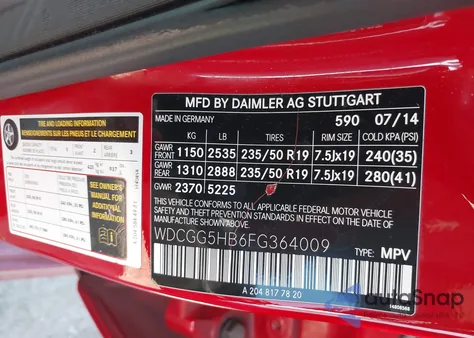 TIRE AND LOADING INFORMATION
RENSEIGNEMENTS SUR LES PNEUS ET LE CHARGEMENT
SEE OWNER'S
MANUAL FOR
ADDITIONAL
INFORMATION
MFD BY DAIMLER AG STUTTGART
MADE IN GERMANY 590 07/14
KG LB TIRES RIM SIZE COLD KPA(PSI)
GAWR FRONT 1150 2535 235/50 R19 7.5Jx19 240(35)
GAWR REAR 1310 2888 235/50 R19 7.5Jx19 280(41)
GVWR 2370 5225
THIS VEHICLE CONFORMS
TO ALL APPLICABLE FEDERAL MOTOR VEHICLE
SAFETY STANDARDS IN EFFECT ON THE DATE
OF MANUFACTURE SHOWN ABOVE
WDCGG5HB6FG364009
TYPE: MPV
A 204 817 78 20
AutoSnap